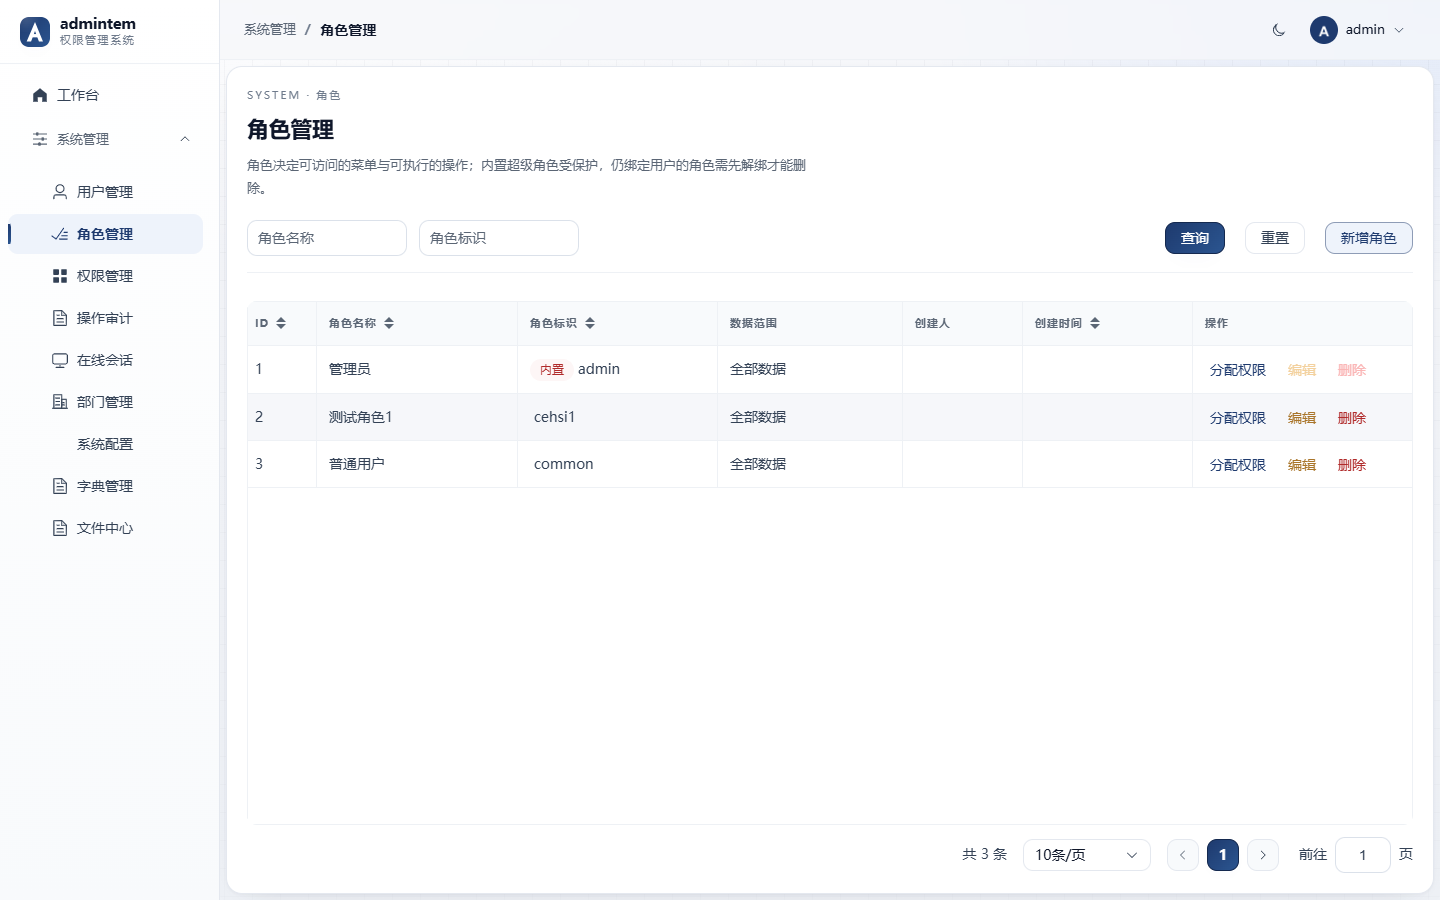 admintem
权限管理系统
系统管理 / 角色管理
A admin
工作台
系统管理
用户管理
角色管理
权限管理
操作审计
在线会话
部门管理
系统配置
字典管理
文件中心
SYSTEM · 角色
角色管理
角色决定可访问的菜单与可执行的操作；内置超级角色受保护，仍绑定用户的角色需先解绑才能删
除。
角色名称 角色标识 查询 重置 新增角色
ID 角色名称 角色标识 数据范围 创建人 创建时间 操作
1 管理员 内置 admin 全部数据 分配权限 编辑 删除
2 测试角色1 cehsi1 全部数据 分配权限 编辑 删除
3 普通用户 common 全部数据 分配权限 编辑 删除
共 3 条 10条/页 1 前往 1 页